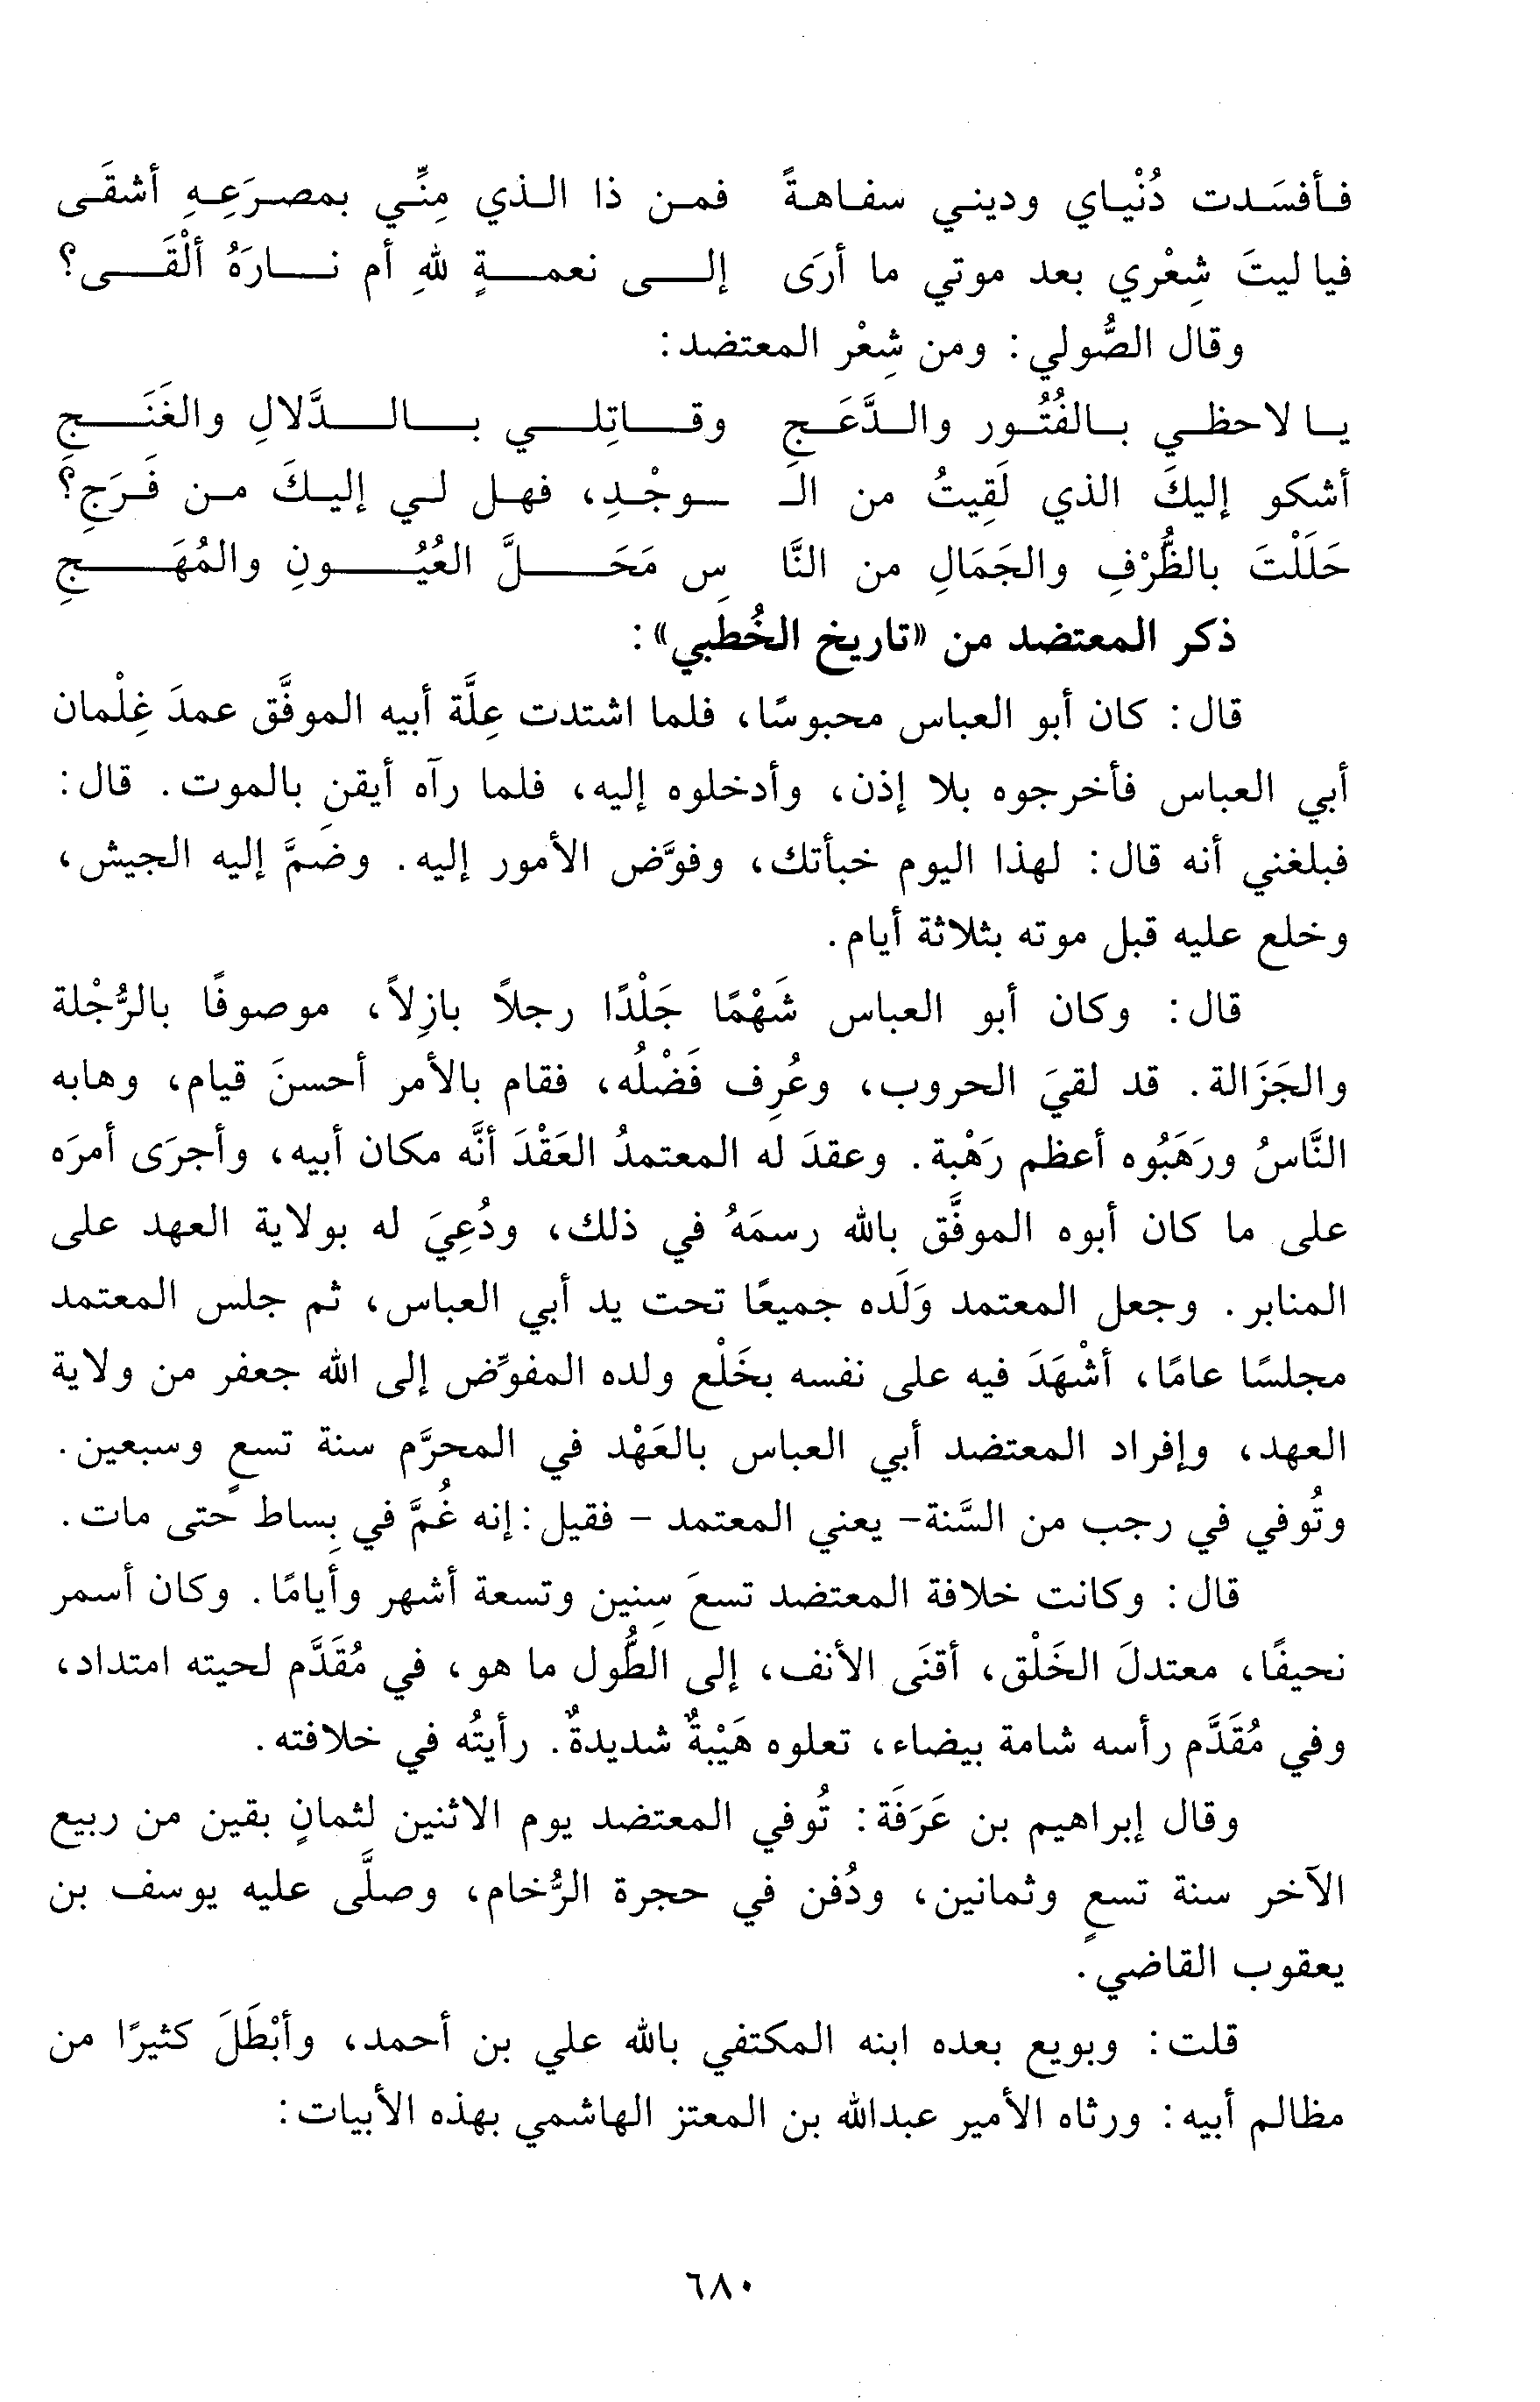 فأفسَدت دُنْياي وديني سفاهةً فمن ذا الذي مِنِّي بمصرَعِهِ أشقَى
فيا ليتَ شِعْري بعد موتي ما أرَى إلى نعمةٍ للهِ أم نارَهُ ألْقَى؟
وقال الصُّولي: ومن شِعْر المعتضد:
يا لاحظي بالفُتُور والدَّعَجِ وقاتِلي بالدَّلالِ والغَنَجِ
أشكو إليكَ الذي لَقِيتُ من الـ ـوجْدِ، فهل لي إليكَ من فَرَجِ؟
حَلَلْتَ بالظُّرْفِ والجَمَالِ من النَّا سِ مَحَلَّ العُيُونِ والمُهَجِ
ذكر المعتضد من «تاريخ الخُطَبي»:
قال: كان أبو العباس محبوسًا، فلما اشتدت عِلَّة أبيه الموفَّق عمدَ غِلْمان
أبي العباس فأخرجوه بلا إذن، وأدخلوه إليه، فلما رآه أيقن بالموت. قال:
فبلغني أنه قال: لهذا اليوم خبأتك، وفوَّض الأمور إليه. وضَمَّ إليه الجيش،
وخلع عليه قبل موته بثلاثة أيام.
قال: وكان أبو العباس شَهْمًا جَلْدًا رجلاً بازِلاً، موصوفًا بالرُّجْلة
والجَزَالة. قد لقيَ الحروب، وعُرِف فَضْلُه، فقام بالأمر أحسنَ قيام، وهابه
النَّاسُ ورَهَبُوه أعظم رَهْبة. وعقدَ له المعتمدُ العَقْدَ أنَّه مكان أبيه، وأجرَى أمرَه
على ما كان أبوه الموفَّق بالله رسمَهُ في ذلك، ودُعِيَ له بولاية العهد على
المنابر. وجعل المعتمد وَلَده جميعًا تحت يد أبي العباس، ثم جلس المعتمد
مجلسًا عامًا، أشْهَدَ فيه على نفسه بخَلْع ولده المفوِّض إلى الله جعفر من ولاية
العهد، وإفراد المعتضد أبي العباس بالعَهْد في المحرَّم سنة تسعٍ وسبعين.
وتُوفي في رجب من السَّنة- يعني المعتمد - فقيل: إنه غُمَّ في بِساط حتى مات.
قال: وكانت خلافة المعتضد تسعَ سِنين وتسعة أشهر وأيامًا. وكان أسمر
نحيفًا، معتدلَ الخَلْق، أقنَى الأنف، إلى الطُّول ما هو، في مُقَدَّم لحيته امتداد،
وفي مُقَدَّم رأسه شامة بيضاء، تعلوه هَيْبةٌ شديدةٌ. رأيتُه في خلافته.
وقال إبراهيم بن عَرَفَة: تُوفي المعتضد يوم الاثنين لثمانٍ بقين من ربيع
الآخر سنة تسعٍ وثمانين، ودُفن في حجرة الرُّخام، وصلَّى عليه يوسف بن
يعقوب القاضي.
قلت: وبويع بعده ابنه المكتفي بالله علي بن أحمد، وأبْطَلَ كثيرًا من
مظالم أبيه: ورثاه الأمير عبدالله بن المعتز الهاشمي بهذه الأبيات:
٦٨٠